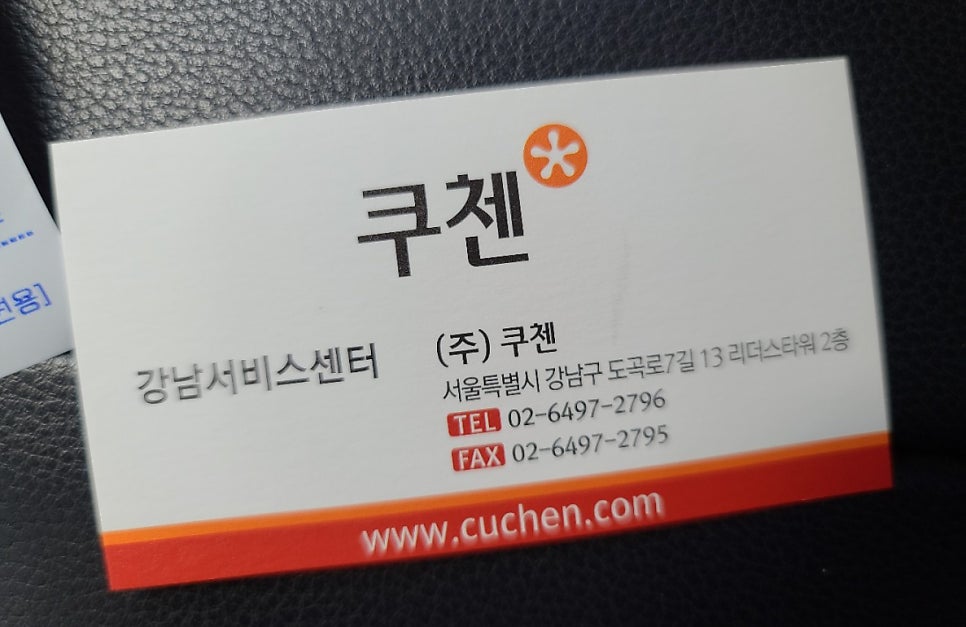 쿠첸
강남서비스센터
(주) 쿠첸
서울특별시 강남구 도곡로7길 13 리더스타워 2층
TEL 02-6497-2796
FAX 02-6497-2795
www.cuchen.com
용]